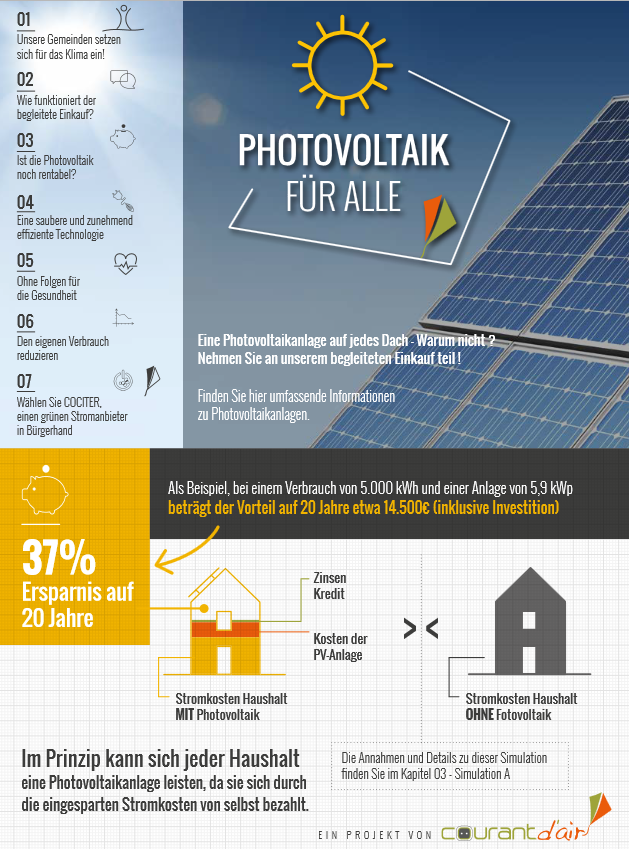 01
Unsere Gemeinden setzen
sich für das Klima ein!
02
Wie funktioniert der
begleitete Einkauf?
03
Ist die Photovoltaik
noch rentabel?
04
Eine saubere und zunehmend
effiziente Technologie
05
Ohne Folgen für
die Gesundheit
06
Den eigenen Verbrauch
reduzieren
07
Wählen Sie COCITER,
einen grünen Stromanbieter
in Bürgerhand
PHOTOVOLTAIK
FÜR ALLE
Eine Photovoltaikanlage auf jedes Dach - Warum nicht ?
Nehmen Sie an unserem begleiteten Einkauf teil !
Finden Sie hier umfassende Informationen
zu Photovoltaikanlagen.
Als Beispiel, bei einem Verbrauch von 5.000 kWh und einer Anlage von 5,9 kWp
beträgt der Vorteil auf 20 Jahre etwa 14.500€ (inklusive Investition)
37%
Ersparnis auf
20 Jahre
Zinsen
Kredit
Kosten der
PV-Anlage
> <
Stromkosten Haushalt
MIT Photovoltaik
Stromkosten Haushalt
OHNE Fotovoltaik
Im Prinzip kann sich jeder Haushalt
eine Photovoltaikanlage leisten, da sie sich durch
die eingesparten Stromkosten von selbst bezahlt.
Die Annahmen und Details zu dieser Simulation
finden Sie im Kapitel 03 - Simulation A
EIN PROJEKT VON courant d'air